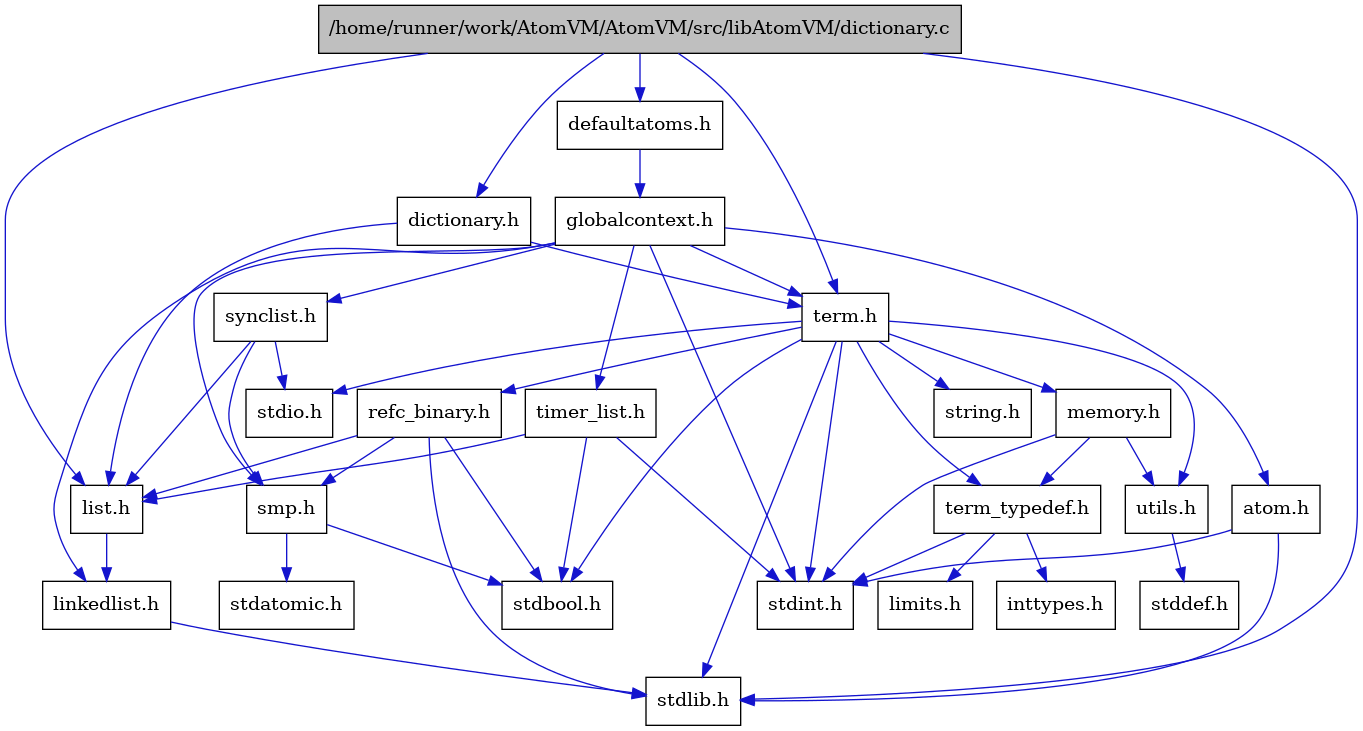 /home/runner/work/AtomVM/AtomVM/src/libAtomVM/dictionary.c
defaultatoms.h
dictionary.h
globalcontext.h
synclist.h
term.h
stdio.h
refc_binary.h
timer_list.h
string.h
memory.h
list.h
smp.h
term_typedef.h
utils.h
atom.h
linkedlist.h
stdatomic.h
stdbool.h
stdint.h
limits.h
inttypes.h
stddef.h
stdlib.h